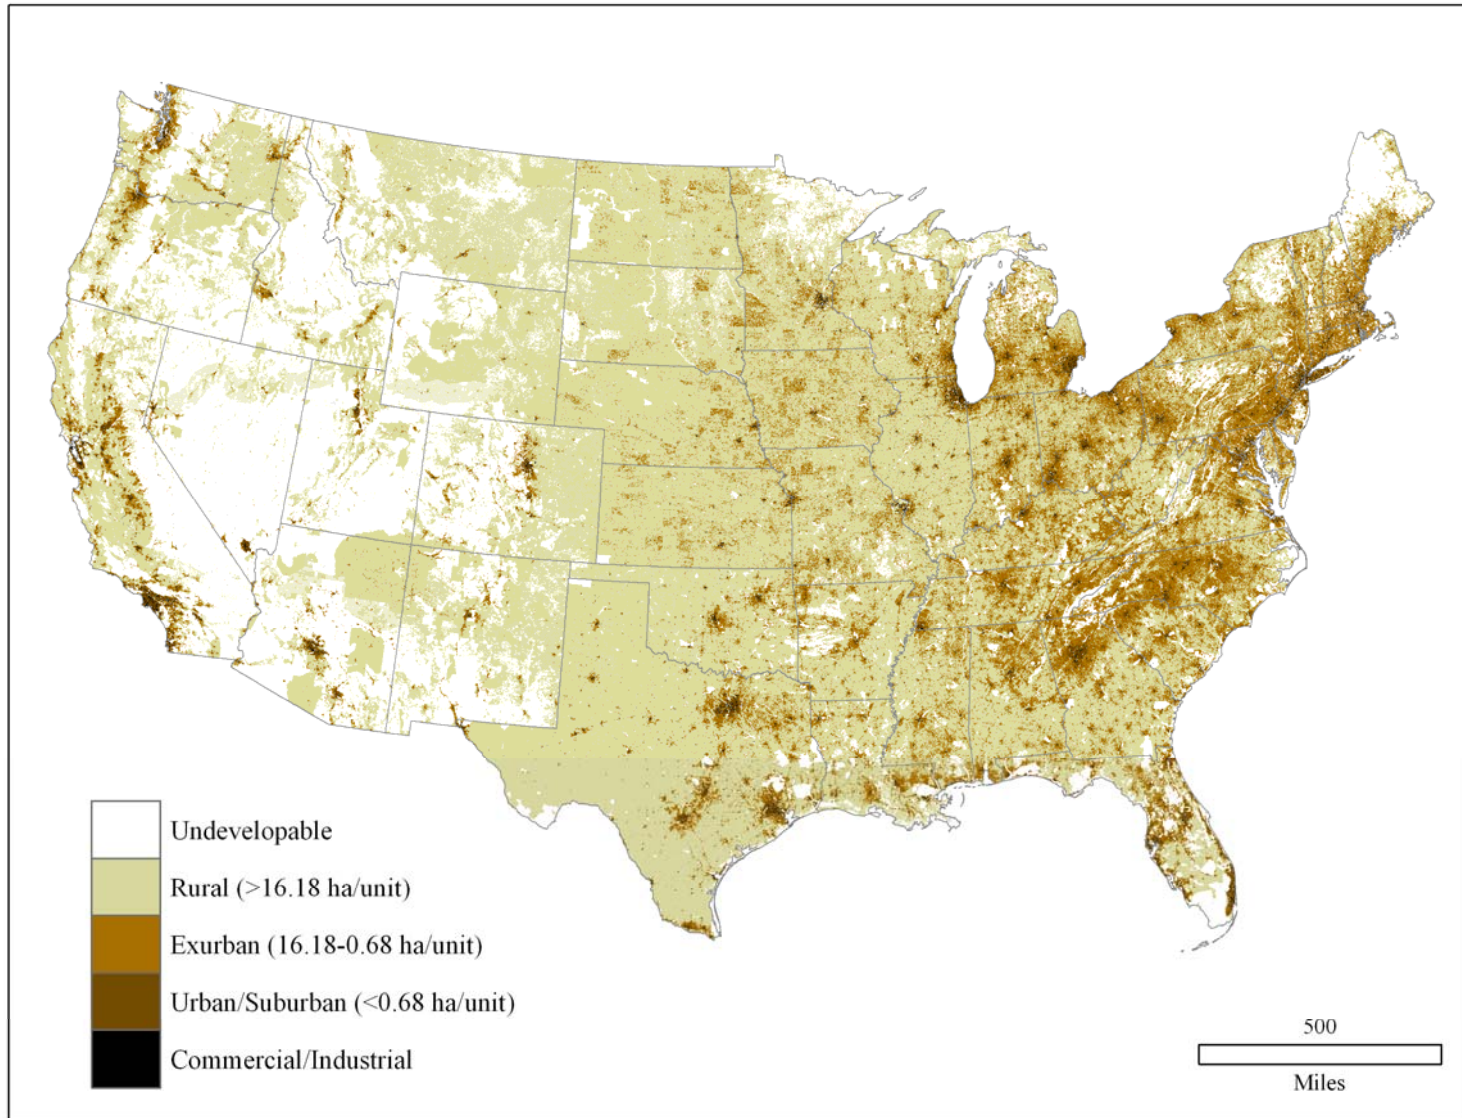 Undevelopable
Rural (>16.18 ha/unit)
Exurban (16.18-0.68 ha/unit)
Urban/Suburban (<0.68 ha/unit)
Commercial/Industrial
500
Miles